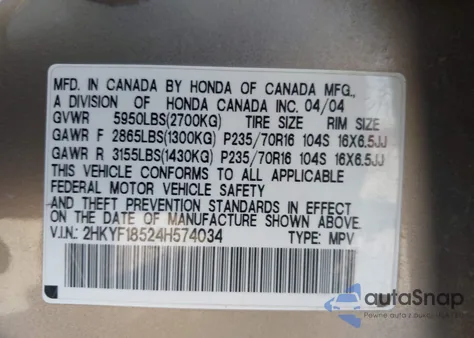 MFD. IN CANADA BY HONDA OF CANADA MFG.,
A DIVISION OF HONDA CANADA INC. 04/04
GVWR 5950LBS(2700KG) TIRE SIZE RIM SIZE
GAWR F 2865LBS(1300KG) P235/70R16 104S 16X6.5JJ
GAWR R 3155LBS(1430KG) P235/70R16 104S 16X6.5JJ
THIS VEHICLE CONFORMS TO ALL APPLICABLE
FEDERAL MOTOR VEHICLE SAFETY
AND THEFT PREVENTION STANDARDS IN EFFECT
ON THE DATE OF MANUFACTURE SHOWN ABOVE.
V.I.N.: 2HKYF18524H574034 TYPE: MPV
autoSnap
Pewne auta z